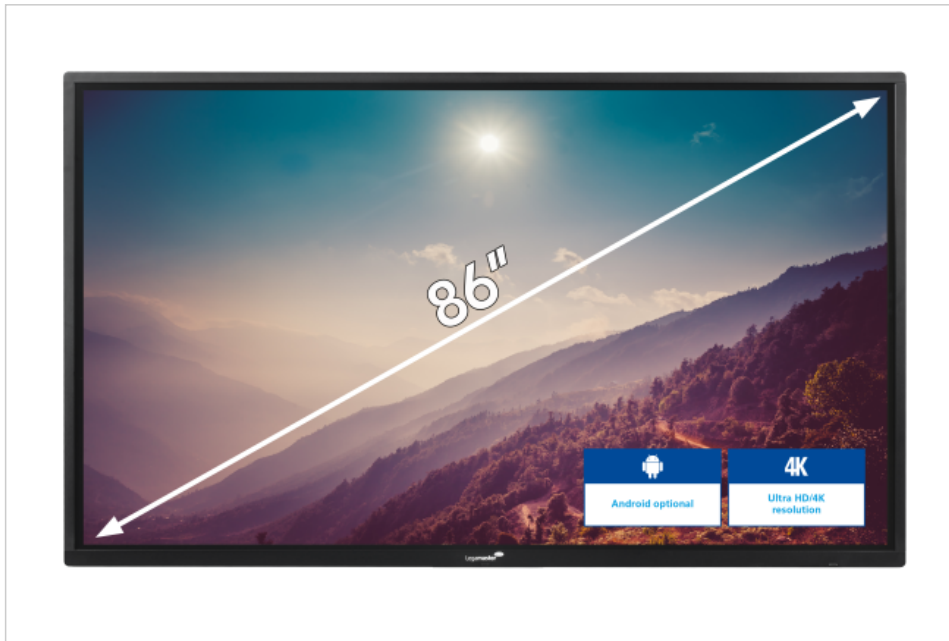 86"
Android optional
4K
Ultra HD/4K
resolution
Legamaster